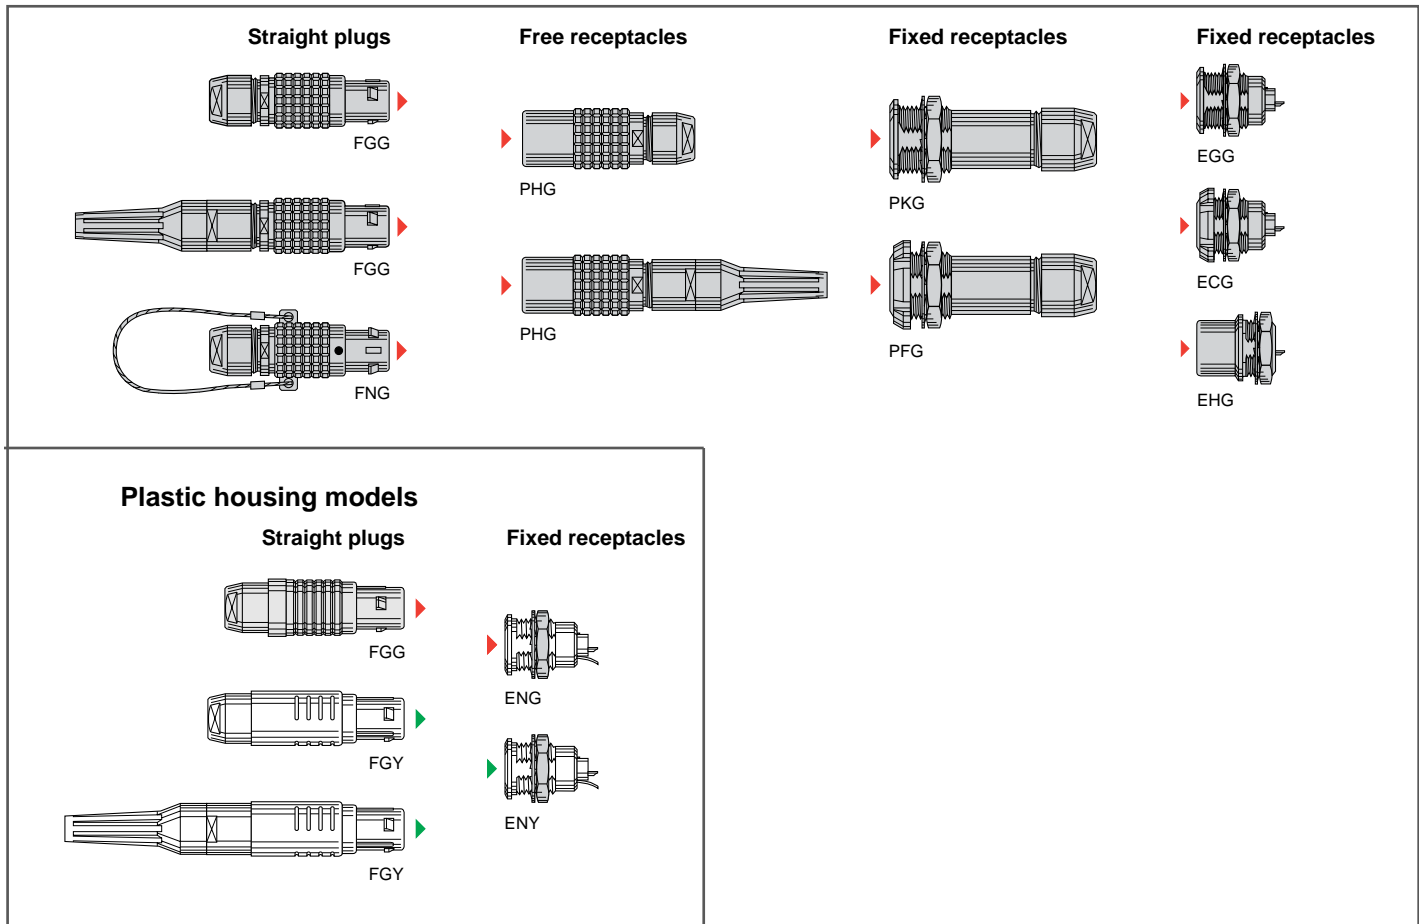 Straight plugs
Free receptacles
Fixed receptacles
Fixed receptacles
FGG
PHG
PKG
EGG
FGG
PHG
PFG
ECG
FNG
EHG
Plastic housing models
Straight plugs
Fixed receptacles
FGG
ENG
FGY
ENY
FGY